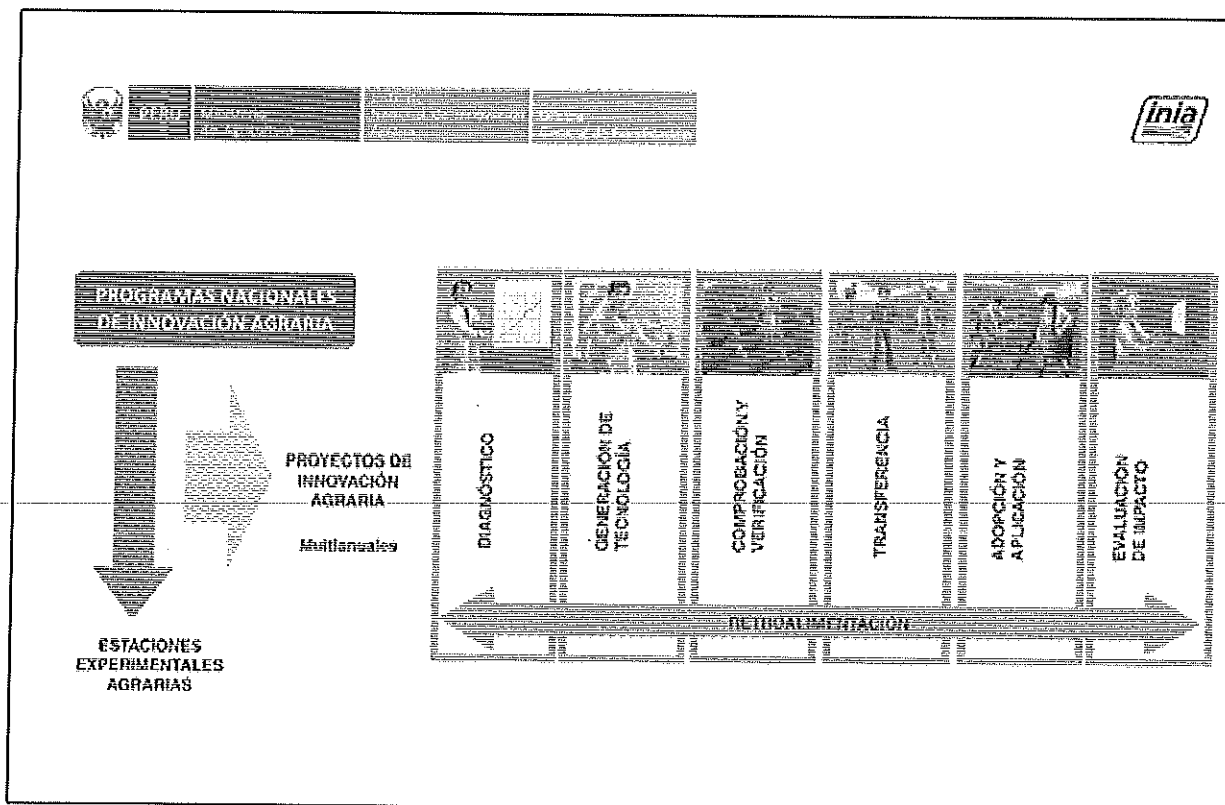 PERÚ
inia
PROGRAMAS NACIONALES
DE INNOVACIÓN AGRARIA
PROYECTOS DE
INNOVACIÓN
AGRARIA
Multianuales
ESTACIONES
EXPERIMENTALES
AGRARIAS
DIAGNÓSTICO
GENERACIÓN DE
TECNOLOGÍA
COMPROBACIÓN Y
VERIFICACIÓN
TRANSFERENCIA
ADOPCIÓN Y
APLICACIÓN
EVALUACIÓN
DE IMPACTO
RETROALIMENTACIÓN